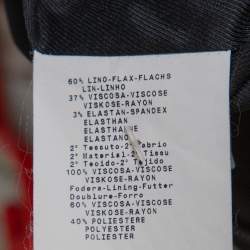 60% LINO-FLAX-FLACHS
LIN-LINHO
37% VISCOSA-VISCOSE
VISKOSE-RAYON
3% ELASTAN-SPANDEX
ELASTHAN
ELASTHANNE
ELASTANO
2° Tessuto-2° Fabric
2° Material-2° Tissu
2° Tejido-2° Tecido
100% VISCOSA-VISCOSE
VISKOSE-RAYON
Fodera-Lining-Futter
Doublure-Forro
60% VISCOSA-VISCOSE
VISKOSE-RAYON
40% POLIESTERE
POLYESTER
POLIESTER